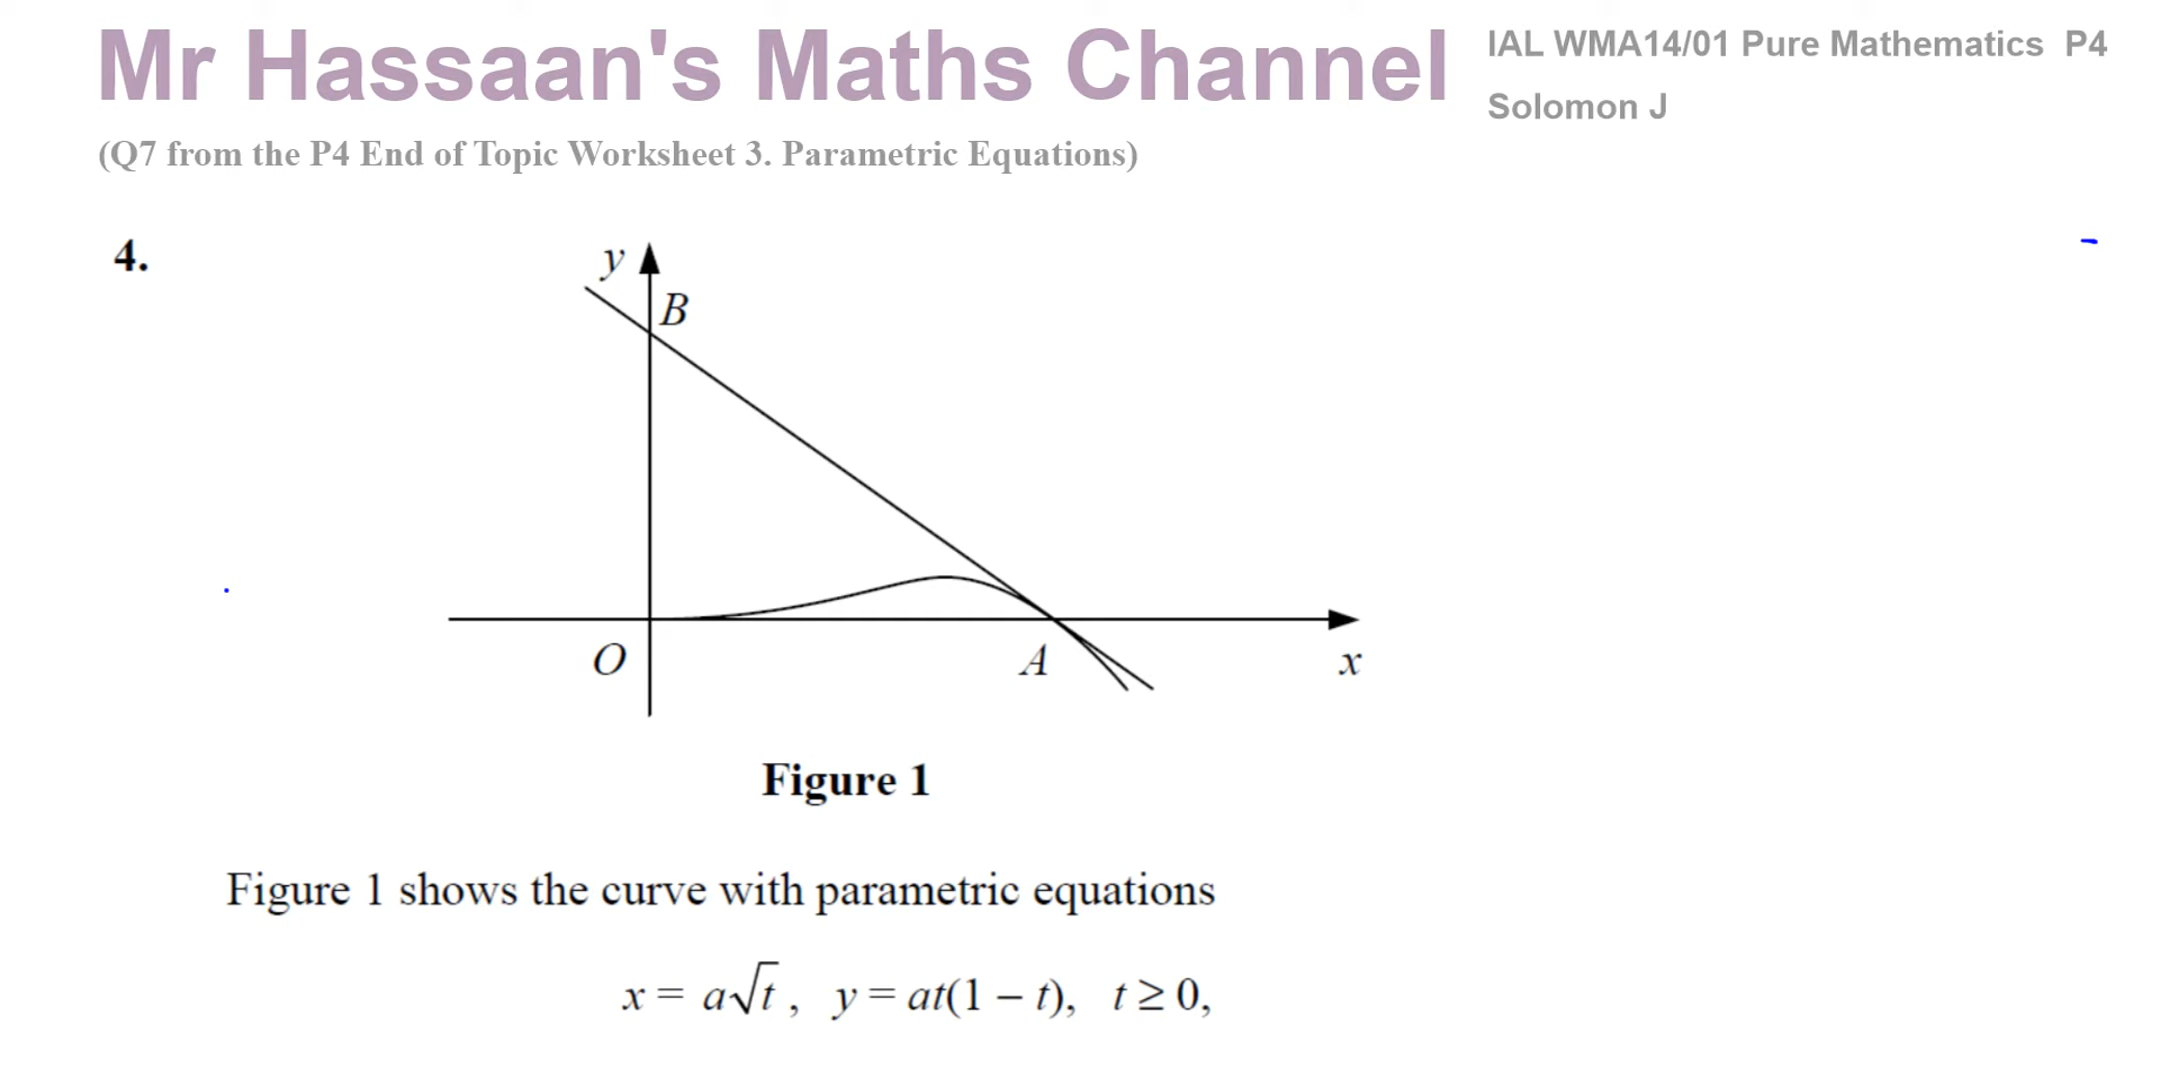 Mr Hassaan's Maths Channel
IAL WMA14/01 Pure Mathematics P4
Solomon J
(Q7 from the P4 End of Topic Worksheet 3. Parametric Equations)
4.
y
B
O
A
x
Figure 1
Figure 1 shows the curve with parametric equations
x = a√t , y = at(1 – t), t ≥ 0,